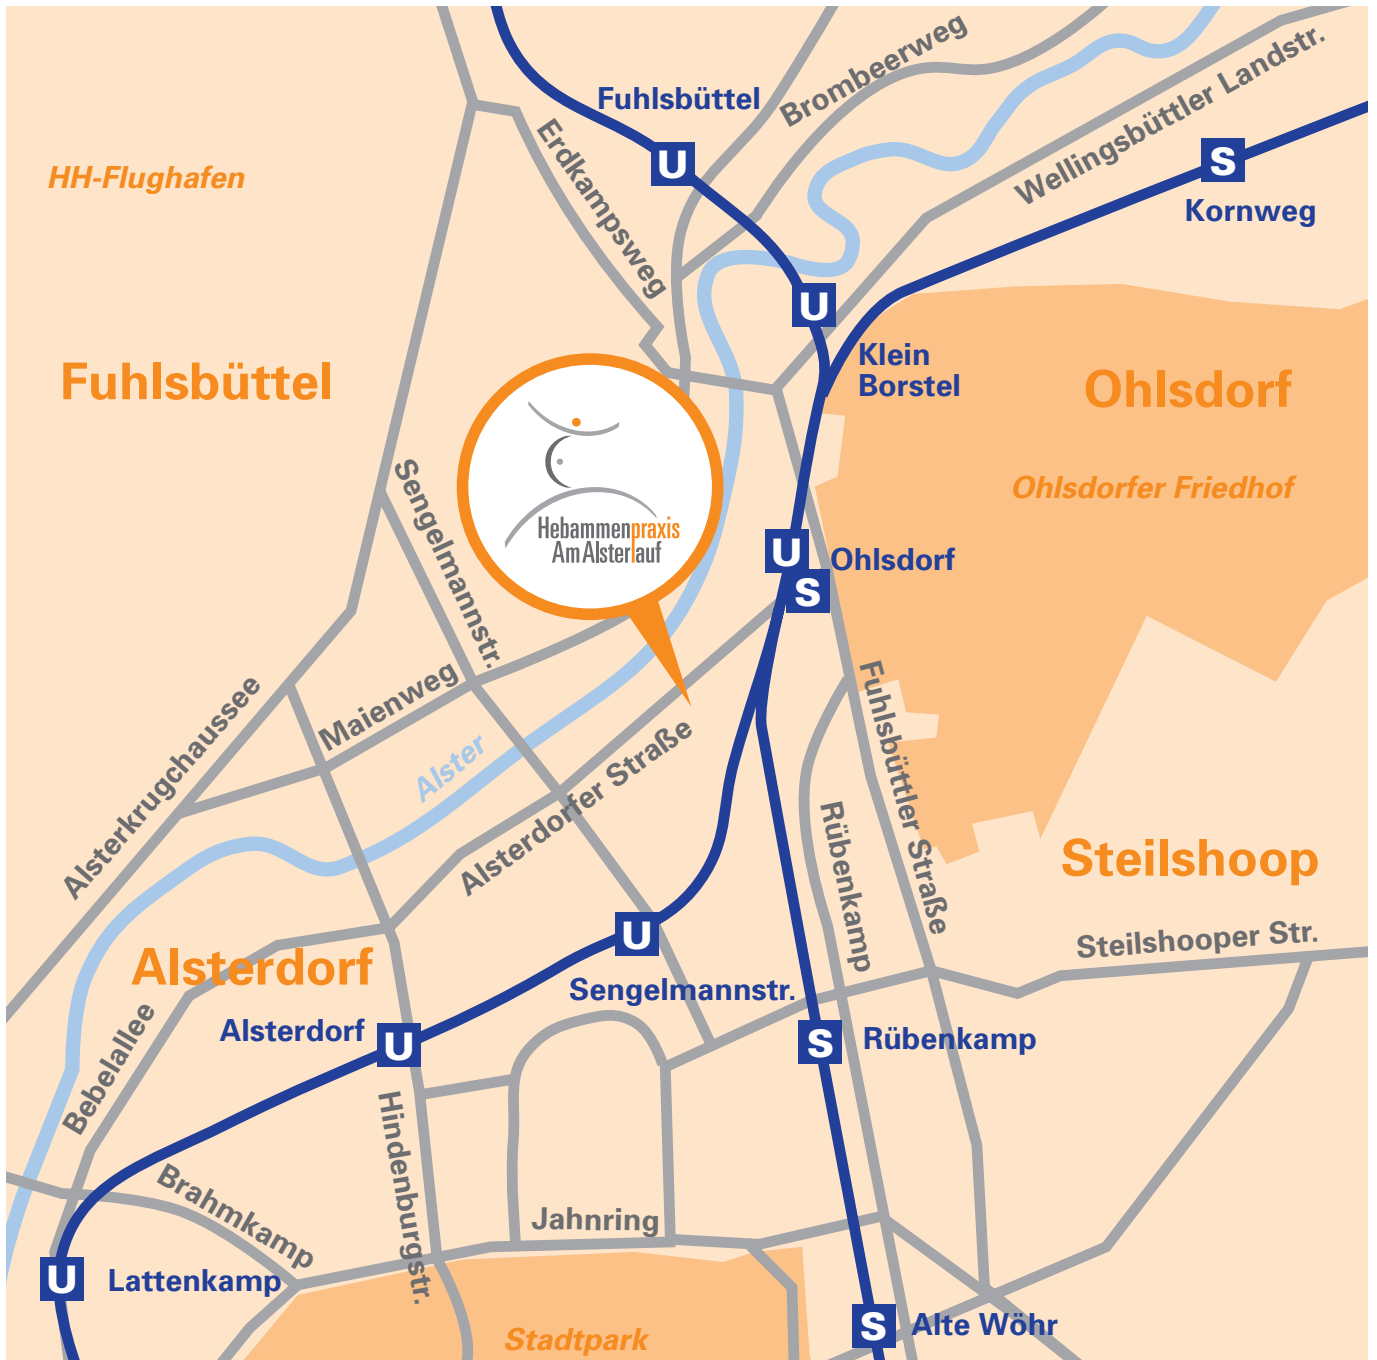 Fuhlsbüttel
U
Brombeerweg
Wellingsbüttler Landstr.
S
Kornweg
HH-Flughafen
Erdkampsweg
U
Klein
Borstel
Fuhlsbüttel
Ohlsdorf
Ohlsdorfer Friedhof
Sengelmannstr.
Hebammenpraxis
Am Alsterlauf
U
S
Ohlsdorf
Maienweg
Alsterkrugchaussee
Alster
Alsterdorfer Straße
Fuhlsbüttler Straße
Rübenkamp
Steilshoop
Steilshooper Str.
Alsterdorf
U
Sengelmannstr.
Alsterdorf
U
S
Rübenkamp
Bebelallee
Hindenburgstr.
Brahmkamp
Jahnring
U
Lattenkamp
Stadtpark
S
Alte Wöhr